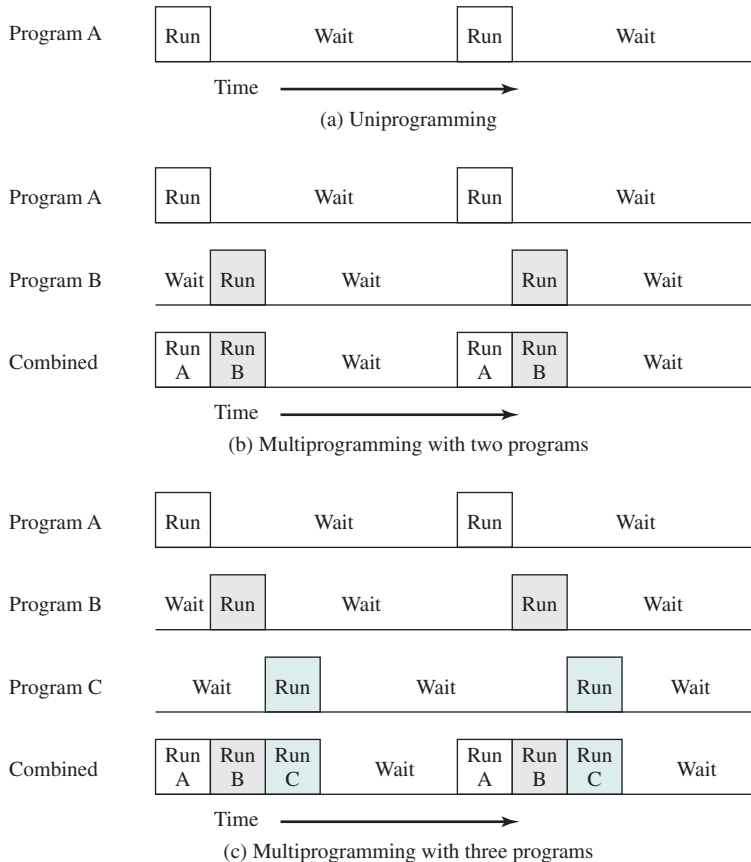 Program A Run Wait Run Wait
Time
(a) Uniprogramming
Program A Run Wait Run Wait
Program B Wait Run Wait Run Wait
Combined Run A Run B Wait Run A Run B Wait
Time
(b) Multiprogramming with two programs
Program A Run Wait Run Wait
Program B Wait Run Wait Run Wait
Program C Wait Run Wait Run Wait
Combined Run A Run B Run C Wait Run A Run B Run C Wait
Time
(c) Multiprogramming with three programs